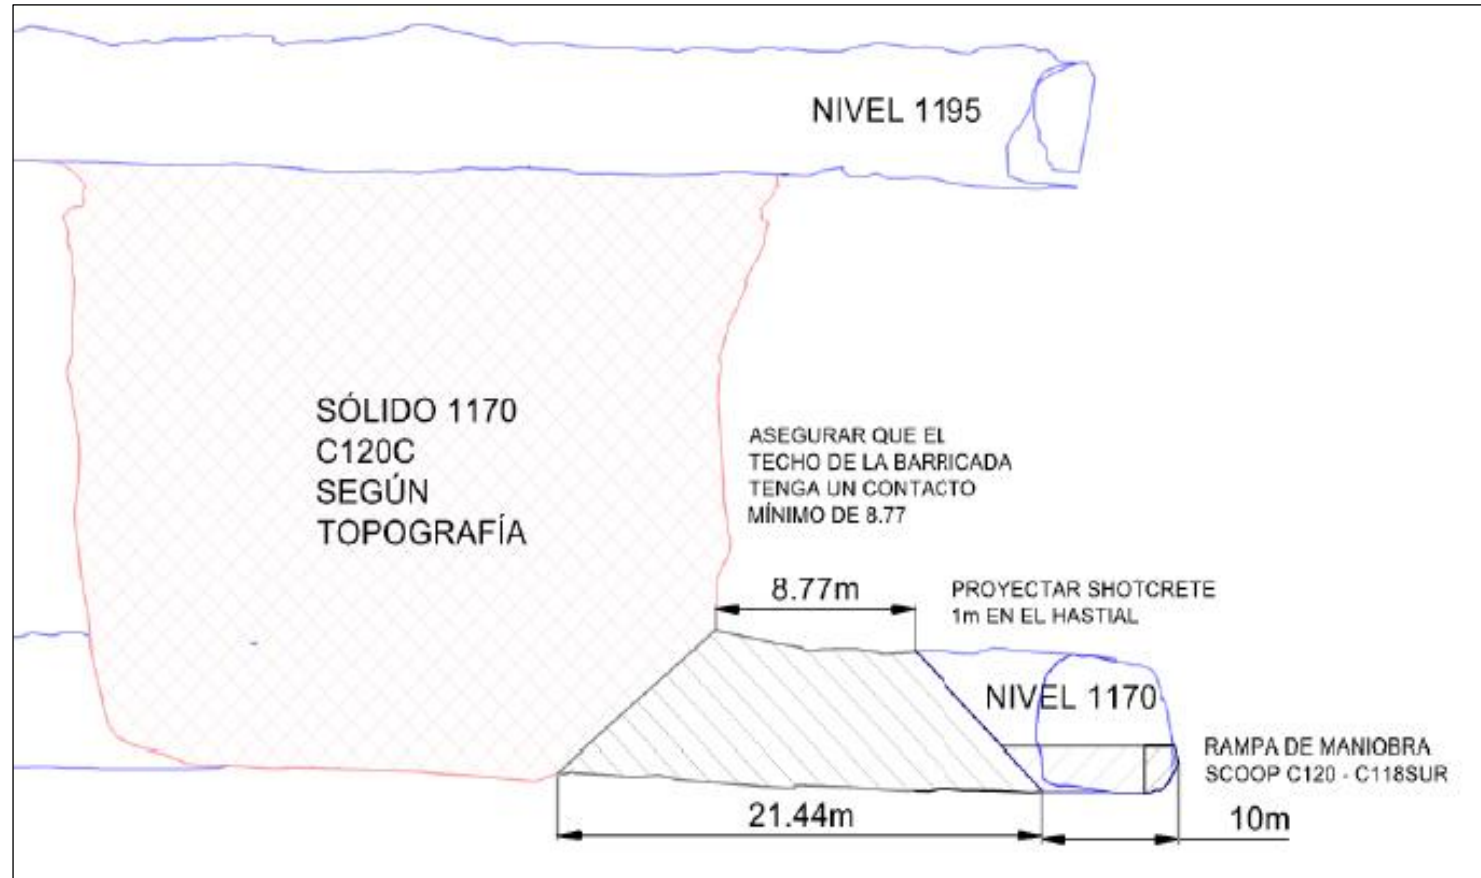 NIVEL 1195
SÓLIDO 1170
C120C
SEGÚN
TOPOGRAFÍA
ASEGURAR QUE EL
TECHO DE LA BARRICADA
TENGA UN CONTACTO
MÍNIMO DE 8.77
8.77m
PROYECTAR SHOTCRETE
1m EN EL HASTIAL
NIVEL 1170
RAMPA DE MANIOBRA
SCOOP C120 - C118SUR
21.44m
10m